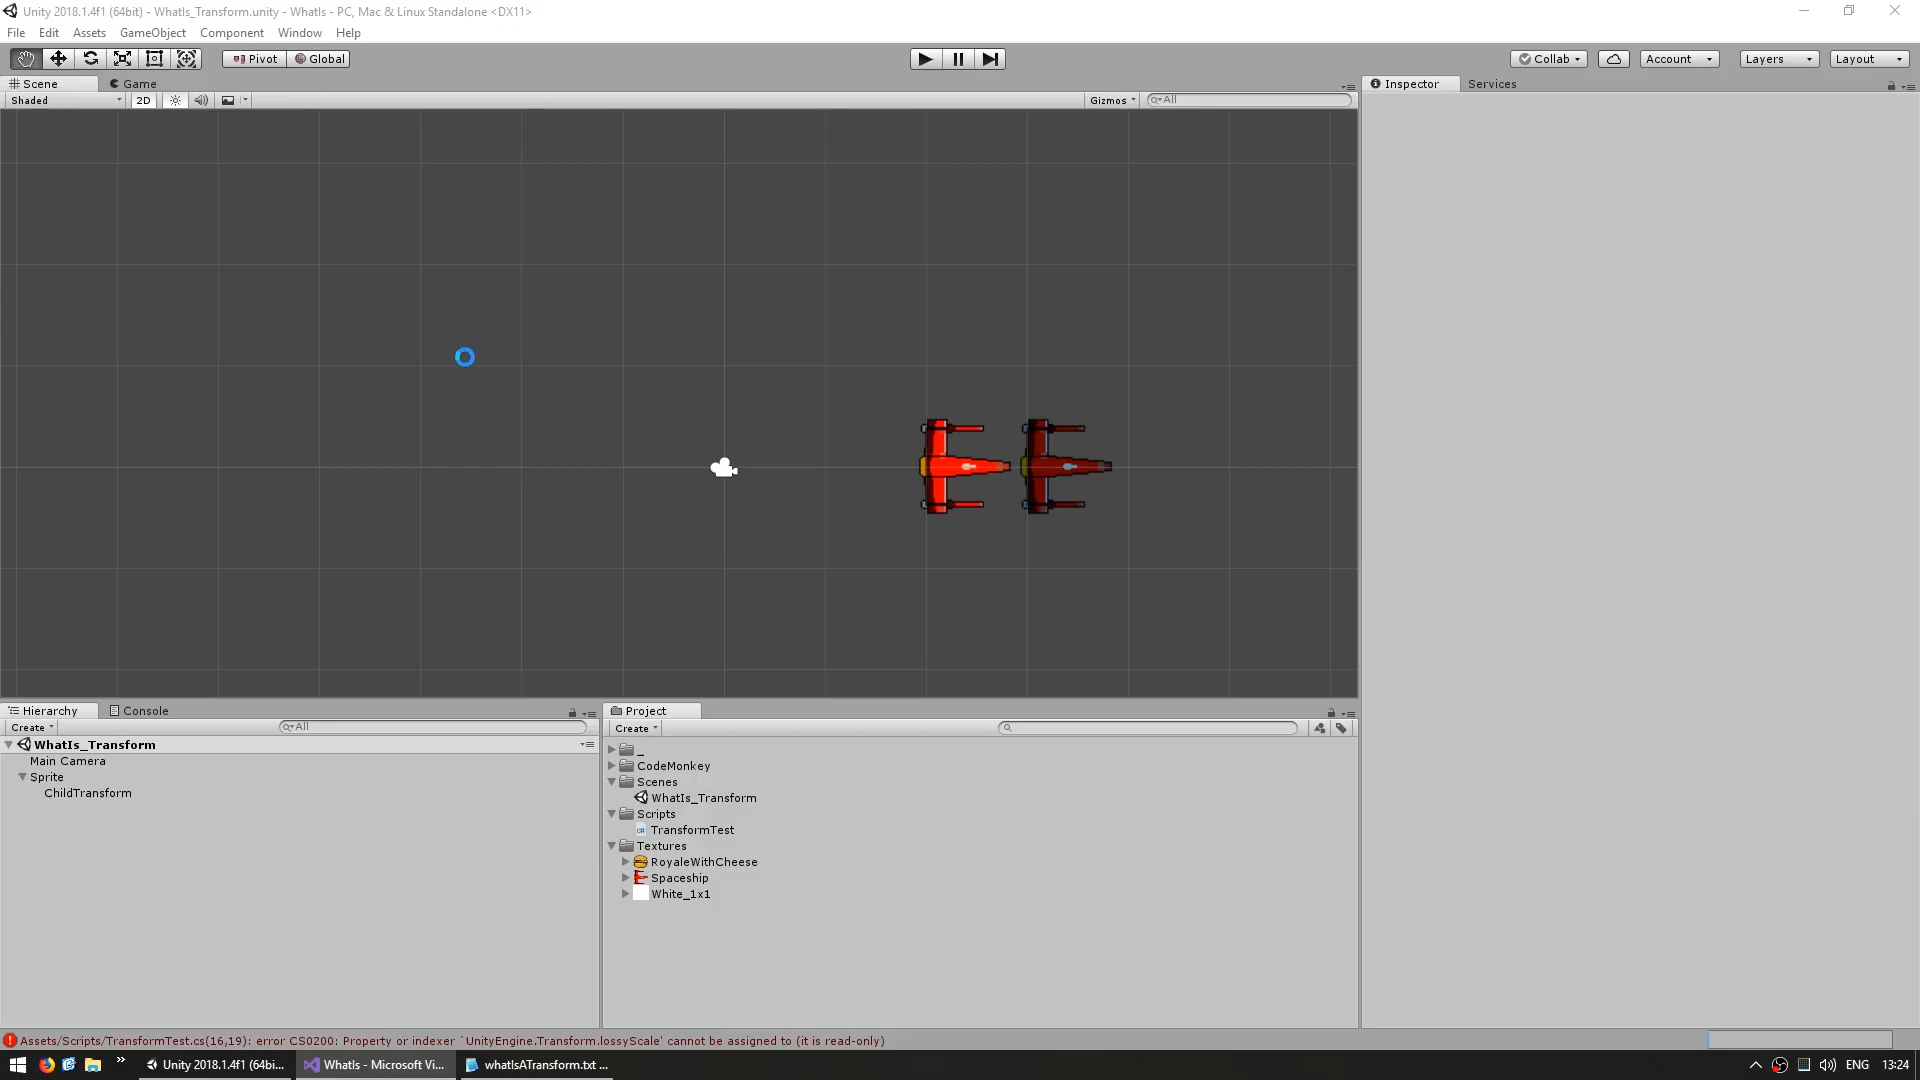 Unity 2018.1.4f1 (64bit) - WhatIs_Transform.unity - WhatIs - PC, Mac & Linux Standalone <DX11>
File Edit Assets GameObject Component Window Help
Pivot Global Collab Account Layers Layout
Scene Game Inspector Services
Shaded 2D Gizmos All
Hierarchy Console Project
Create All Create
WhatIs_Transform
Main Camera
Sprite
ChildTransform
_
CodeMonkey
Scenes
WhatIs_Transform
Scripts
TransformTest
Textures
RoyaleWithCheese
Spaceship
White_1x1
Assets/Scripts/TransformTest.cs(16,19): error CS0200: Property or indexer `UnityEngine.Transform.lossyScale' cannot be assigned to (it is read-only)
Unity 2018.1.4f1 (64bi... WhatIs - Microsoft Vi... whatIsATransform.txt ... ENG 13:24